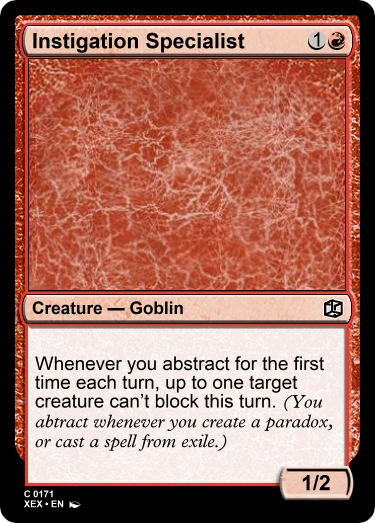 Instigation Specialist 1
Creature — Goblin
Whenever you abstract for the first
time each turn, up to one target
creature can't block this turn. (You
abtract whenever you create a paradox,
or cast a spell from exile.)
1/2
C 0171
XEX • EN